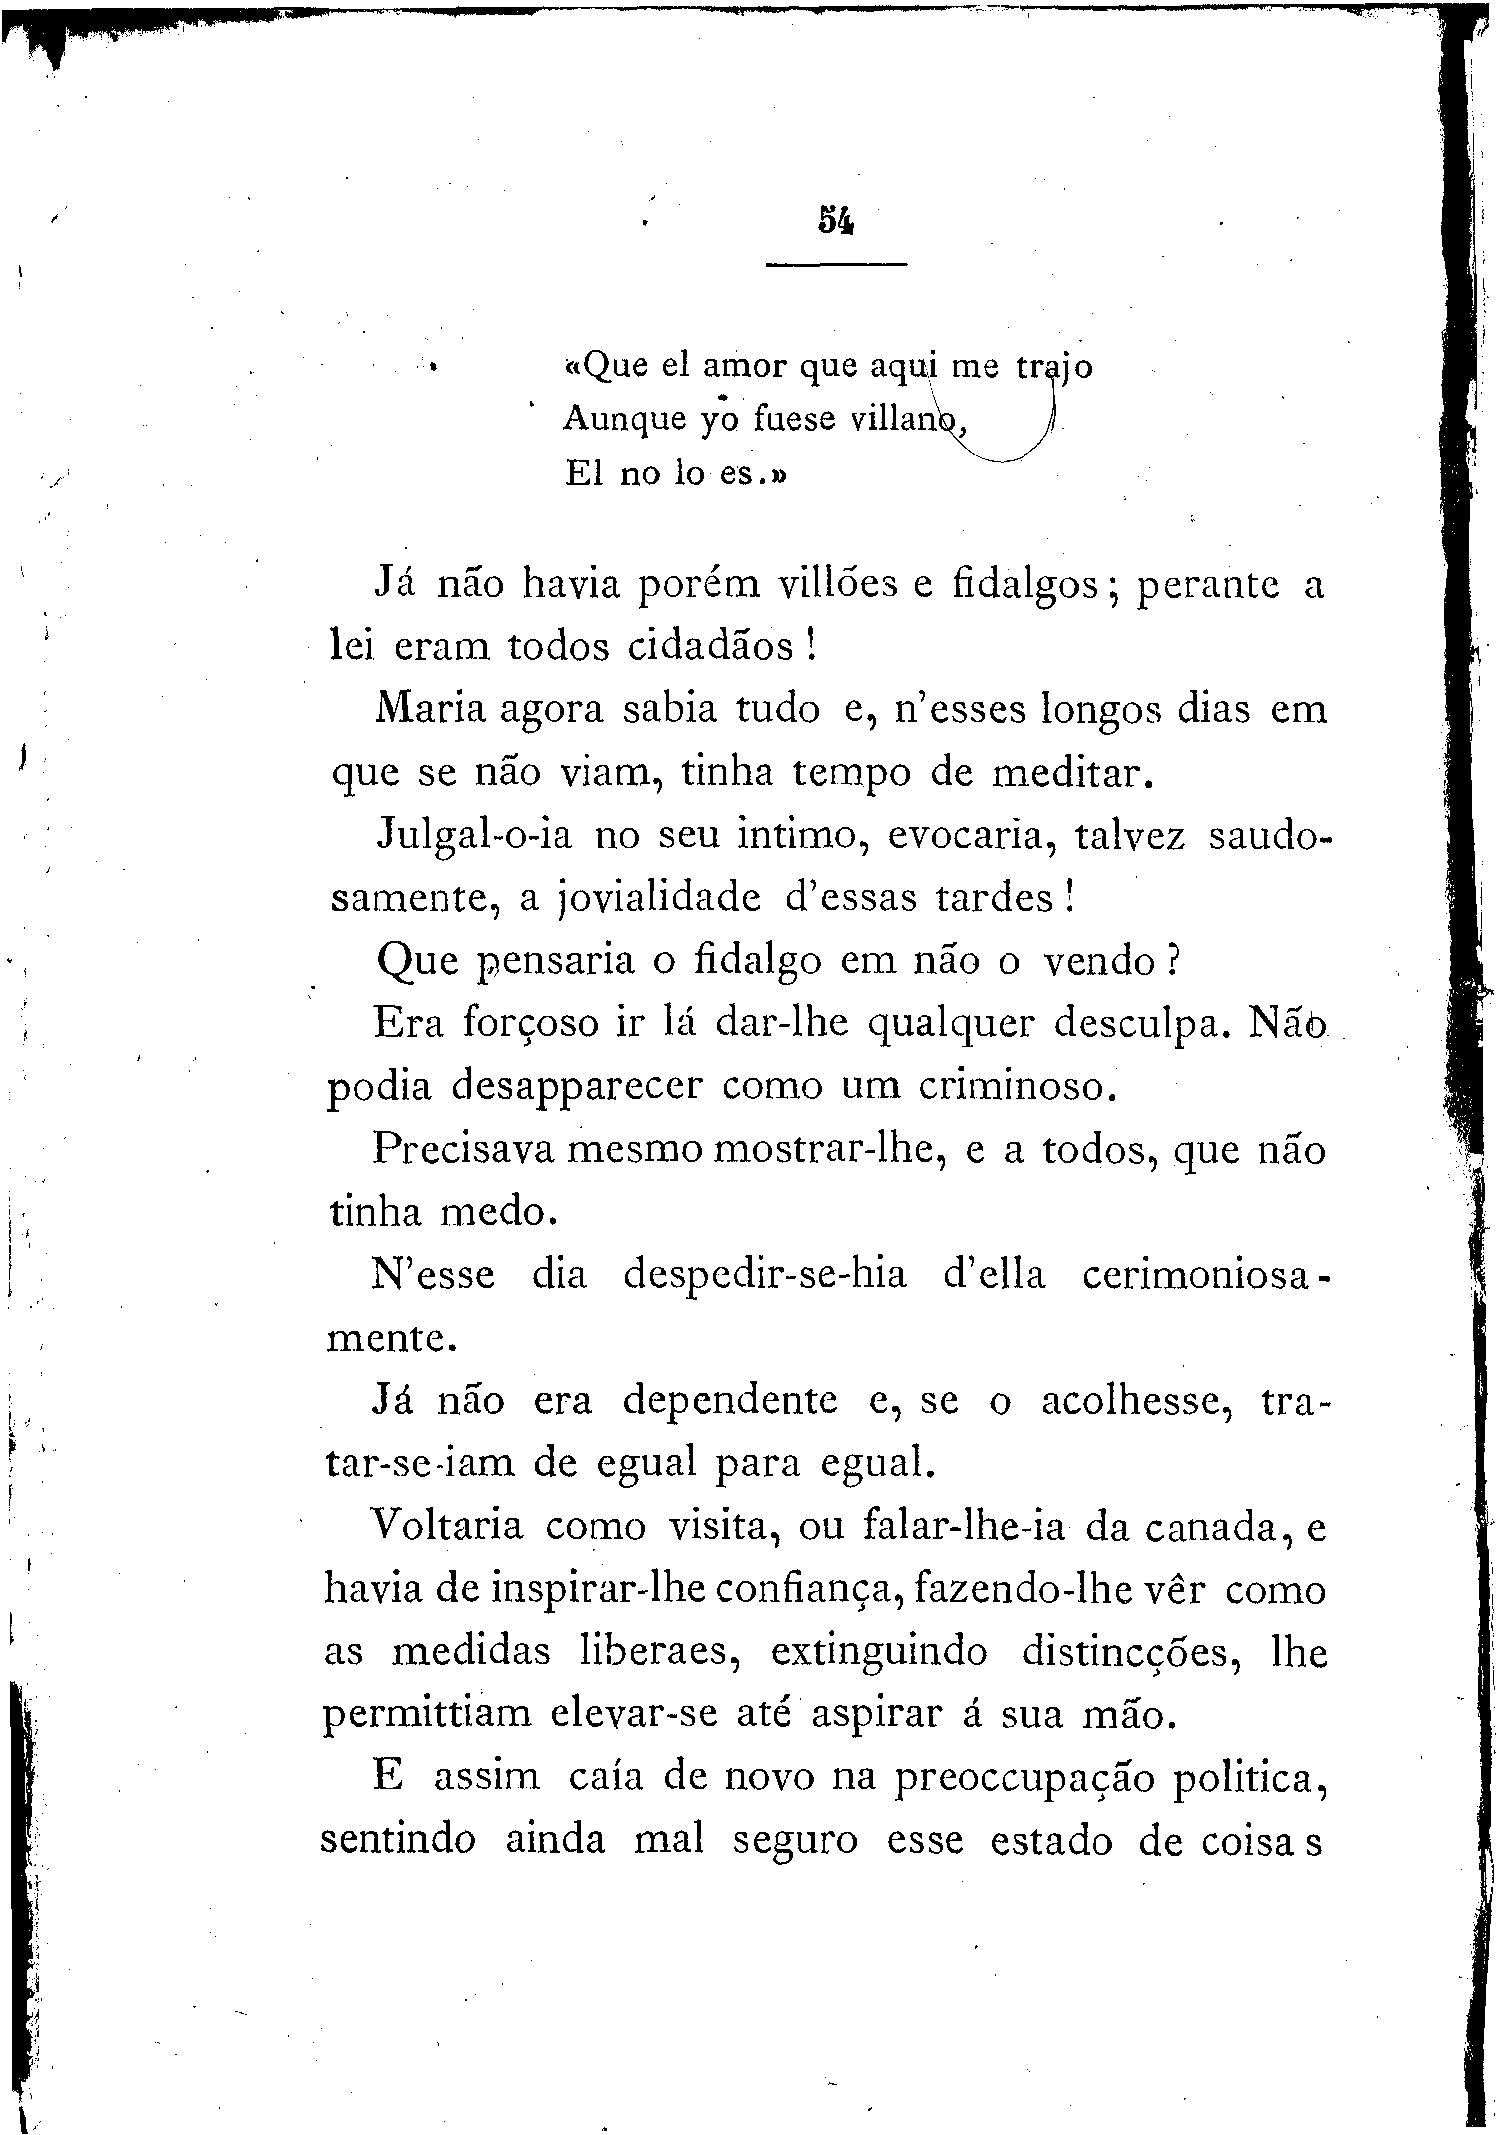 54
«Que el amor que aqui me trajo
Aunque yo fuese villano,
El no lo es.»
Já não havia porém villões e fidalgos; perante a
lei eram todos cidadãos!
Maria agora sabia tudo e, n'esses longos dias em
que se não viam, tinha tempo de meditar.
Julgal-o-ia no seu intimo, evocaria, talvez saudo-
samente, a jovialidade d'essas tardes!
Que pensaria o fidalgo em não o vendo?
Era forçoso ir lá dar-lhe qualquer desculpa. Não
podia desapparecer como um criminoso.
Precisava mesmo mostrar-lhe, e a todos, que não
tinha medo.
N'esse dia despedir-se-hia d'ella cerimoniosa-
mente.
Já não era dependente e, se o acolhesse, tra-
tar-se-iam de egual para egual.
Voltaria como visita, ou falar-lhe-ia da canada, e
havia de inspirar-lhe confiança, fazendo-lhe vêr como
as medidas liberaes, extinguindo distincções, lhe
permittiam elevar-se até aspirar á sua mão.
E assim caía de novo na preoccupação politica,
sentindo ainda mal seguro esse estado de coisas